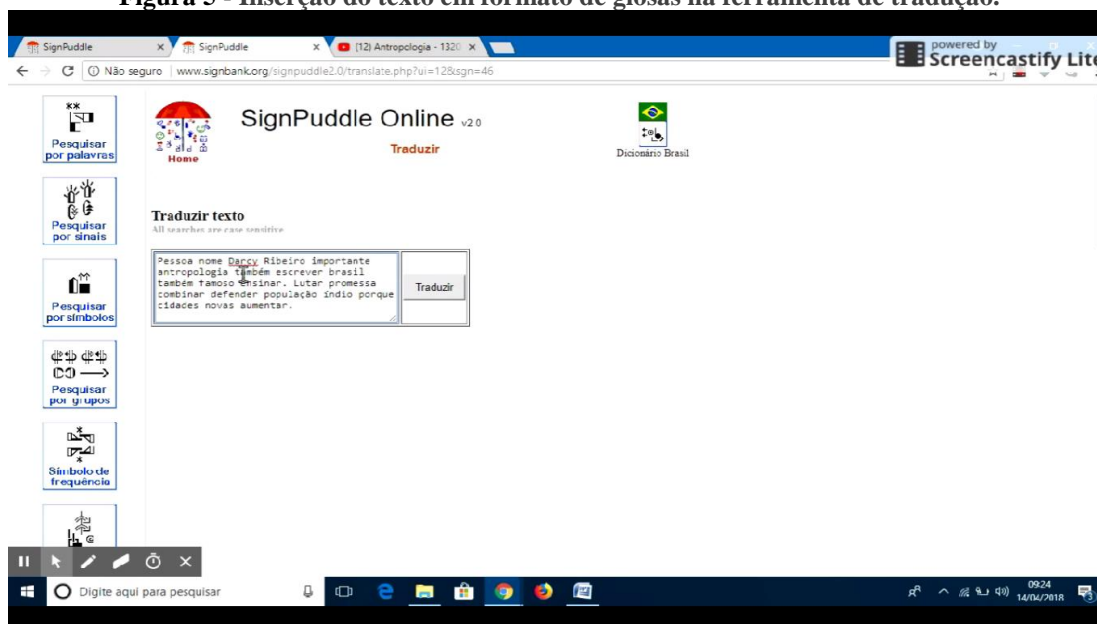 Figura 5 - Inserção do texto em formato de glosas na ferramenta de tradução.
SignPuddle
SignPuddle
(12) Antropologia - 1320
powered by
Screencastify Lite
Não seguro
www.signbank.org/signpuddle2.0/translate.php?ui=12&sgn=46
Pesquisar
por palavras
Home
SignPuddle Online v2.0
Traduzir
Dicionário Brasil
Pesquisar
por sinais
Traduzir texto
All searches are case sensitive
Pessoa nome Darcy Ribeiro importante
antropologia também escrever brasil
também famoso ensinar. Lutar promessa
combinar defender população índio porque
cidades novas aumentar.
Traduzir
Pesquisar
por símbolos
Pesquisar
por grupos
Símbolo de
frequência
Digite aqui para pesquisar
09:24
14/04/2018
3